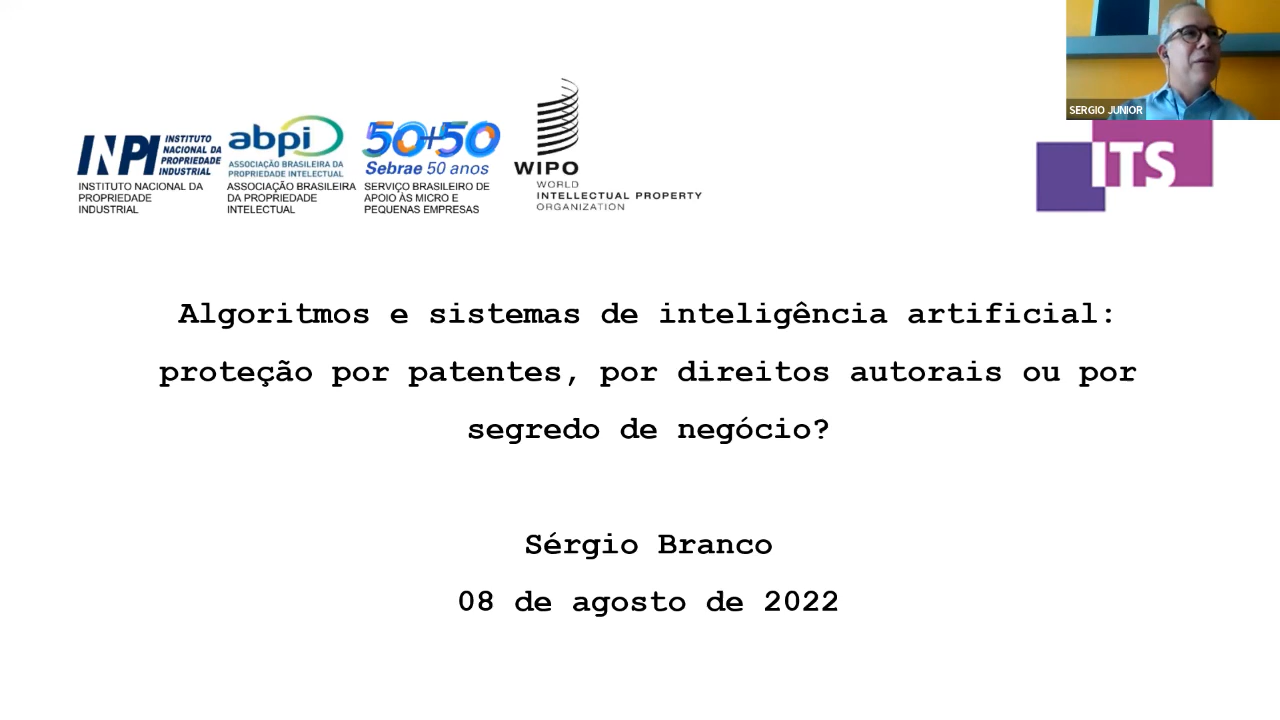 SERGIO JUNIOR
INPI
INSTITUTO
NACIONAL DA
PROPRIEDADE
INDUSTRIAL
INSTITUTO NACIONAL DA
PROPRIEDADE
INDUSTRIAL
abpi
ASSOCIAÇÃO BRASILEIRA DA
PROPRIEDADE INTELECTUAL
ASSOCIAÇÃO BRASILEIRA
DA PROPRIEDADE
INTELECTUAL
50+50
Sebrae 50 anos
SERVIÇO BRASILEIRO DE
APOIO ÀS MICRO E
PEQUENAS EMPRESAS
WIPO
WORLD
INTELLECTUAL PROPERTY
ORGANIZATION
ITS
Algoritmos e sistemas de inteligência artificial:
proteção por patentes, por direitos autorais ou por
segredo de negócio?
Sérgio Branco
08 de agosto de 2022